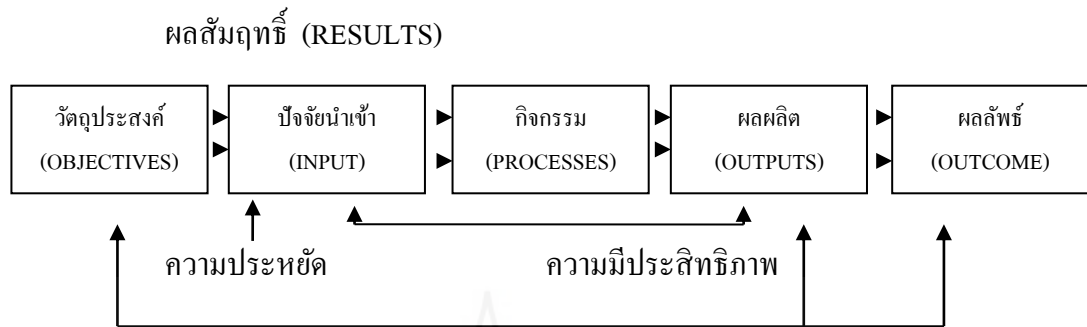 ผลสัมฤทธิ์ (RESULTS)
วัตถุประสงค์
(OBJECTIVES)
ปัจจัยนำเข้า
(INPUT)
กิจกรรม
(PROCESSES)
ผลผลิต
(OUTPUTS)
ผลลัพธ์
(OUTCOME)
ความประหยัด
ความมีประสิทธิภาพ